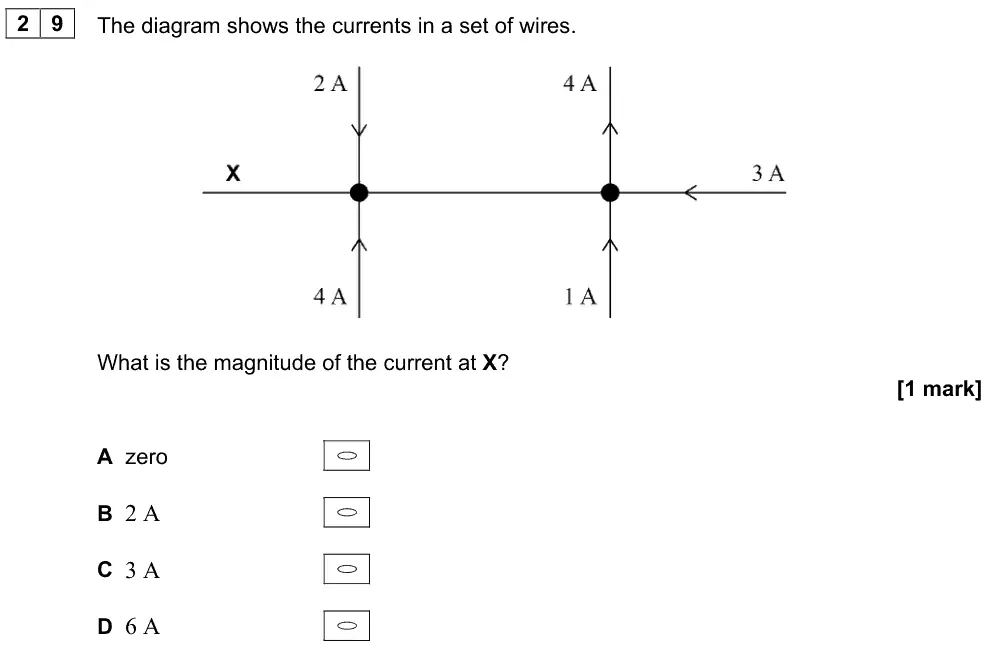 2 9 The diagram shows the currents in a set of wires.
2 A 4 A
X 3 A
4 A 1 A
What is the magnitude of the current at X?
[1 mark]
A zero
B 2 A
C 3 A
D 6 A